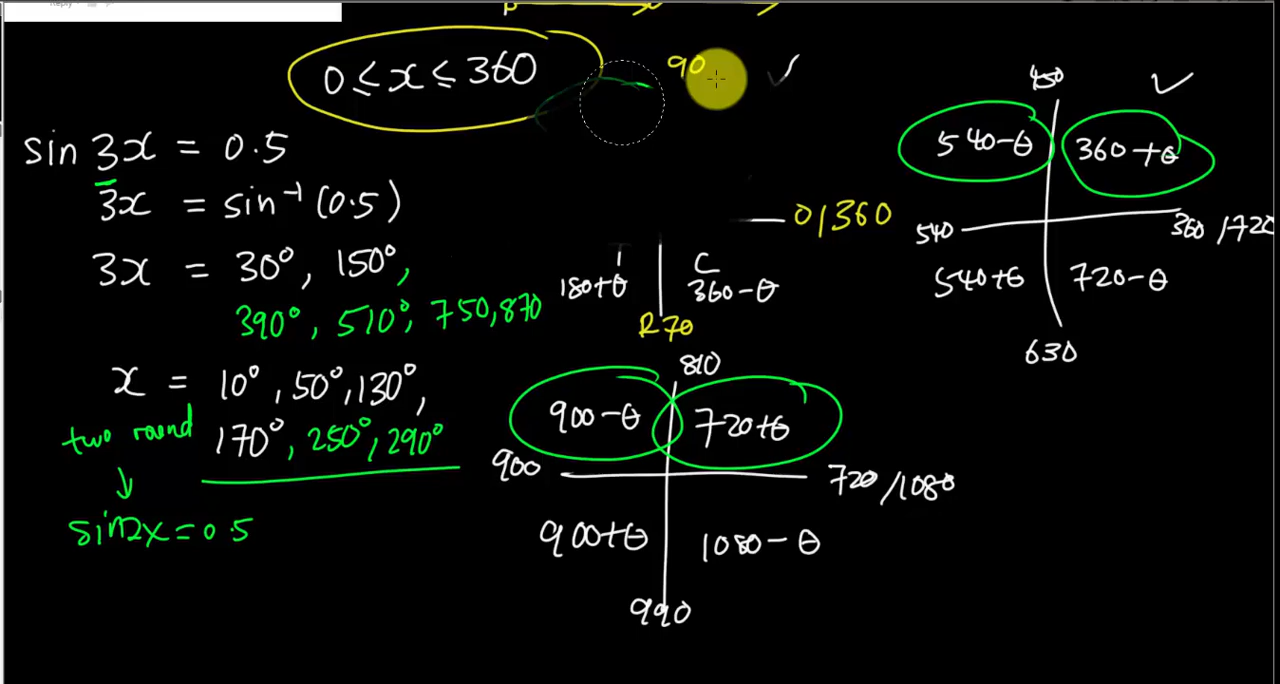 0 ≤ x ≤ 360
sin 3x = 0.5
3x = sin⁻¹(0.5)
3x = 30°, 150°,
390°, 510°, 750, 870
x = 10°, 50°, 130°,
170°, 250°, 290°
two round
↓
sin2x = 0.5
90
0/360
T
C
180+θ
360-θ
270
450
540-θ
360+θ
540
360/720
540+θ
720-θ
630
810
900-θ
720+θ
900
720/1080
900+θ
1080-θ
990